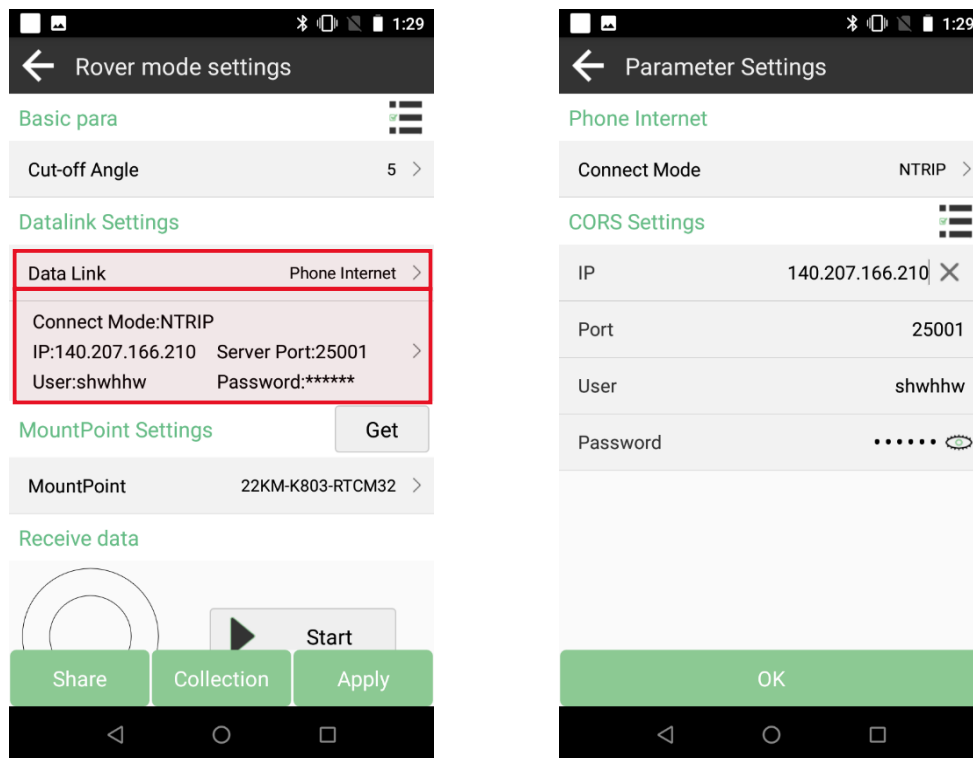 1:29
Rover mode settings
Basic para
Cut-off Angle 5
Datalink Settings
Data Link Phone Internet
Connect Mode:NTRIP
IP:140.207.166.210 Server Port:25001
User:shwhhw Password:******
MountPoint Settings Get
MountPoint 22KM-K803-RTCM32
Receive data
Start
Share Collection Apply
1:29
Parameter Settings
Phone Internet
Connect Mode NTRIP
CORS Settings
IP 140.207.166.210
Port 25001
User shwhhw
Password ••••••
OK